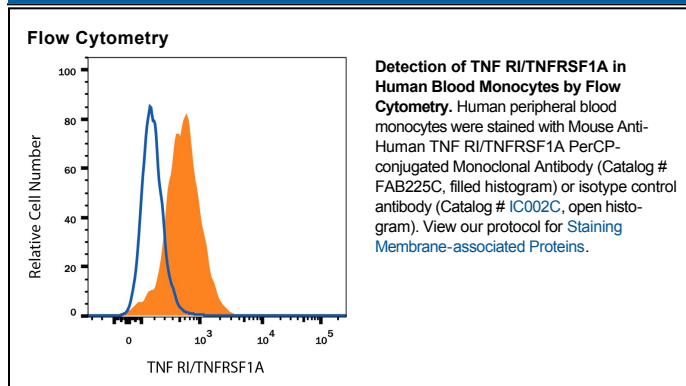 Flow Cytometry
100
80
60
40
20
0
Relative Cell Number
0
10³
10⁴
10⁵
TNF RI/TNFRSF1A
Detection of TNF RI/TNFRSF1A in
Human Blood Monocytes by Flow
Cytometry. Human peripheral blood
monocytes were stained with Mouse Anti-
Human TNF RI/TNFRSF1A PerCP-
conjugated Monoclonal Antibody (Catalog #
FAB225C, filled histogram) or isotype control
antibody (Catalog # IC002C, open histo-
gram). View our protocol for Staining
Membrane-associated Proteins.